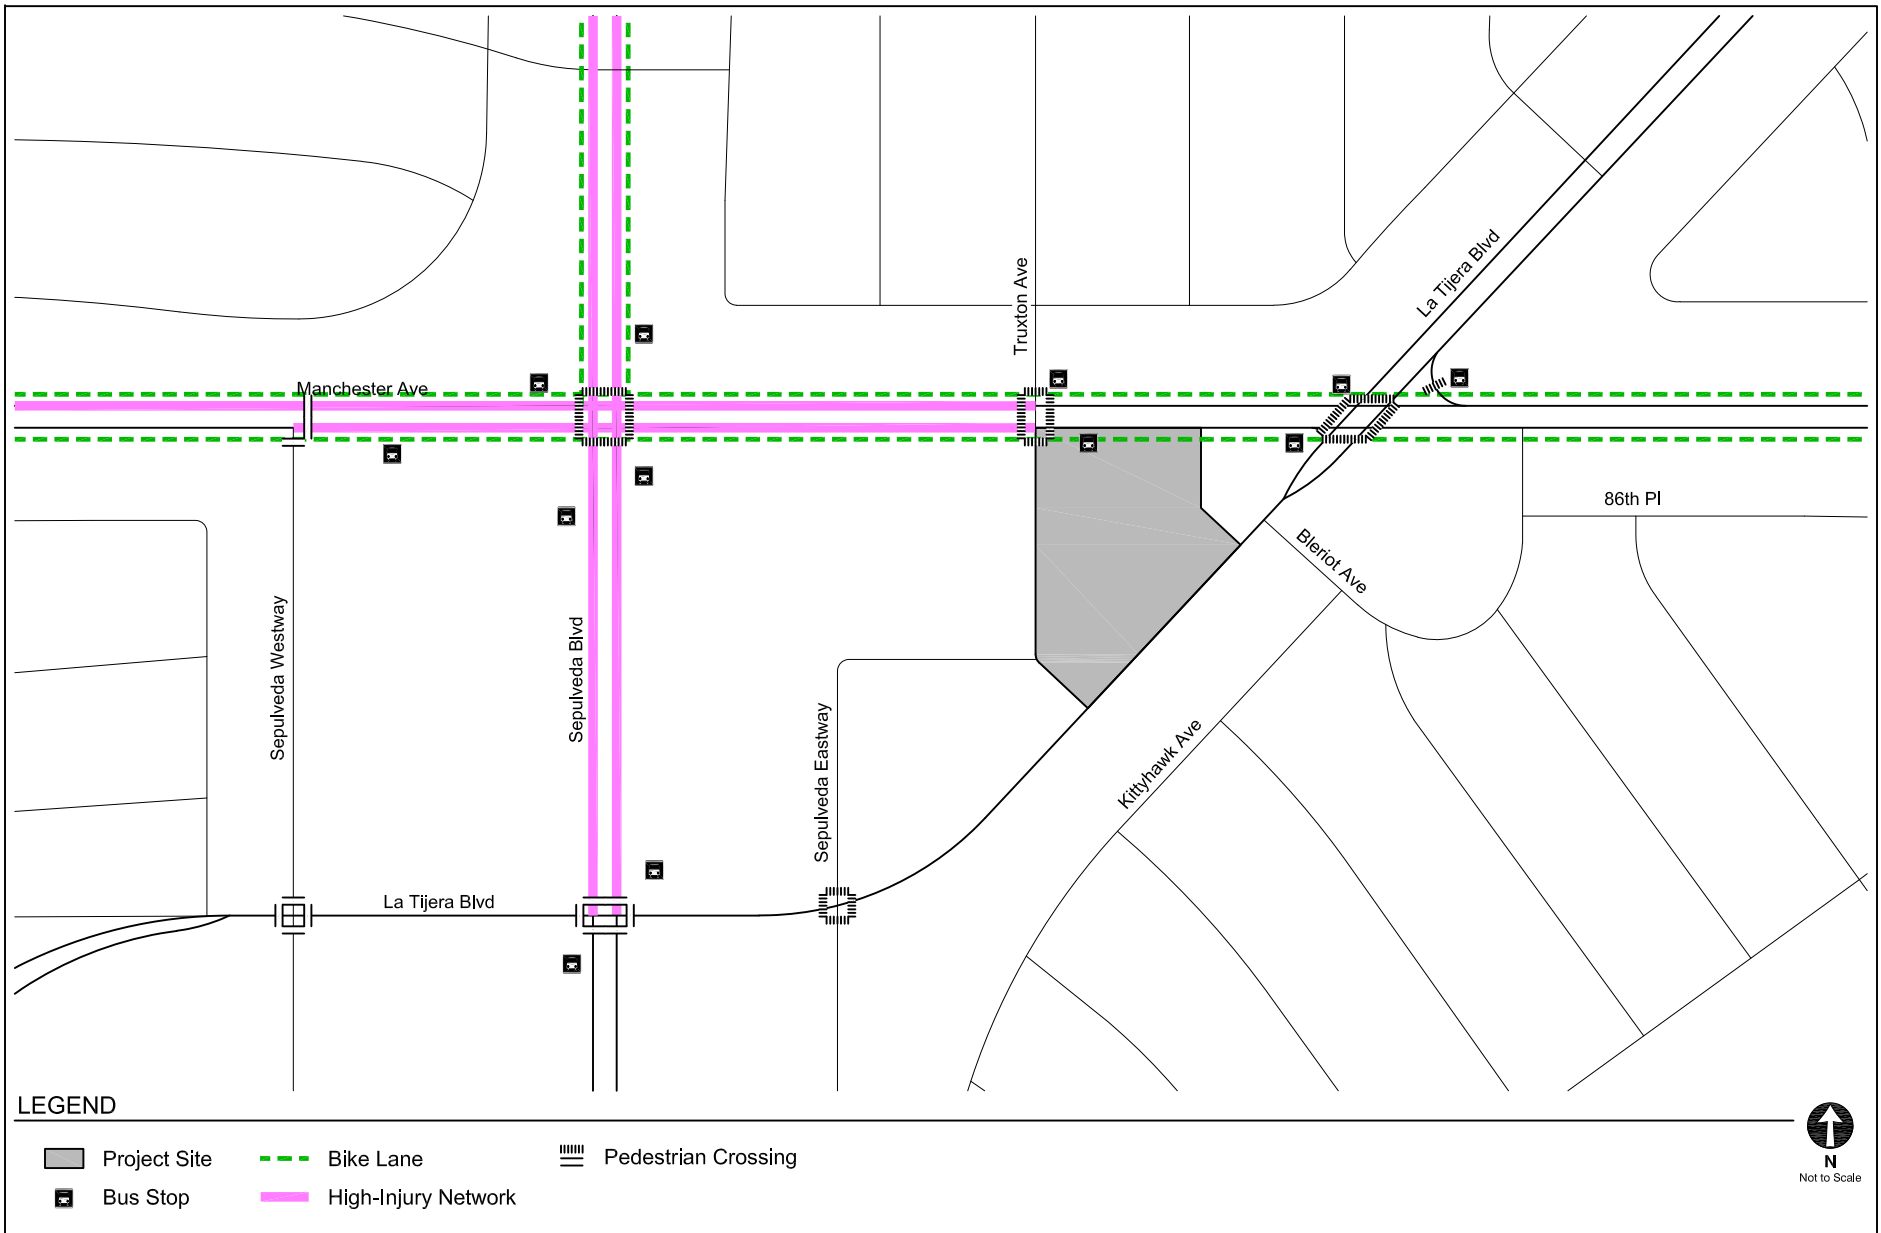 La Tijera Blvd
Truxton Ave
Manchester Ave
86th Pl
Bleriot Ave
Sepulveda Westway
Sepulveda Blvd
Sepulveda Eastway
Kittyhawk Ave
La Tijera Blvd
LEGEND
Project Site
Bike Lane
Pedestrian Crossing
Bus Stop
High-Injury Network
N
Not to Scale